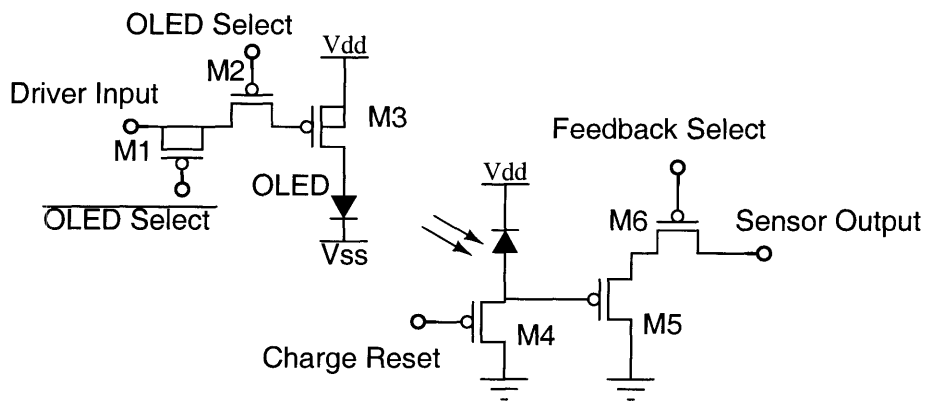 OLED Select
Vdd
M2
Driver Input
M3
M1
OLED
OLED Select
Vss
Feedback Select
Vdd
M6
Sensor Output
M4
M5
Charge Reset